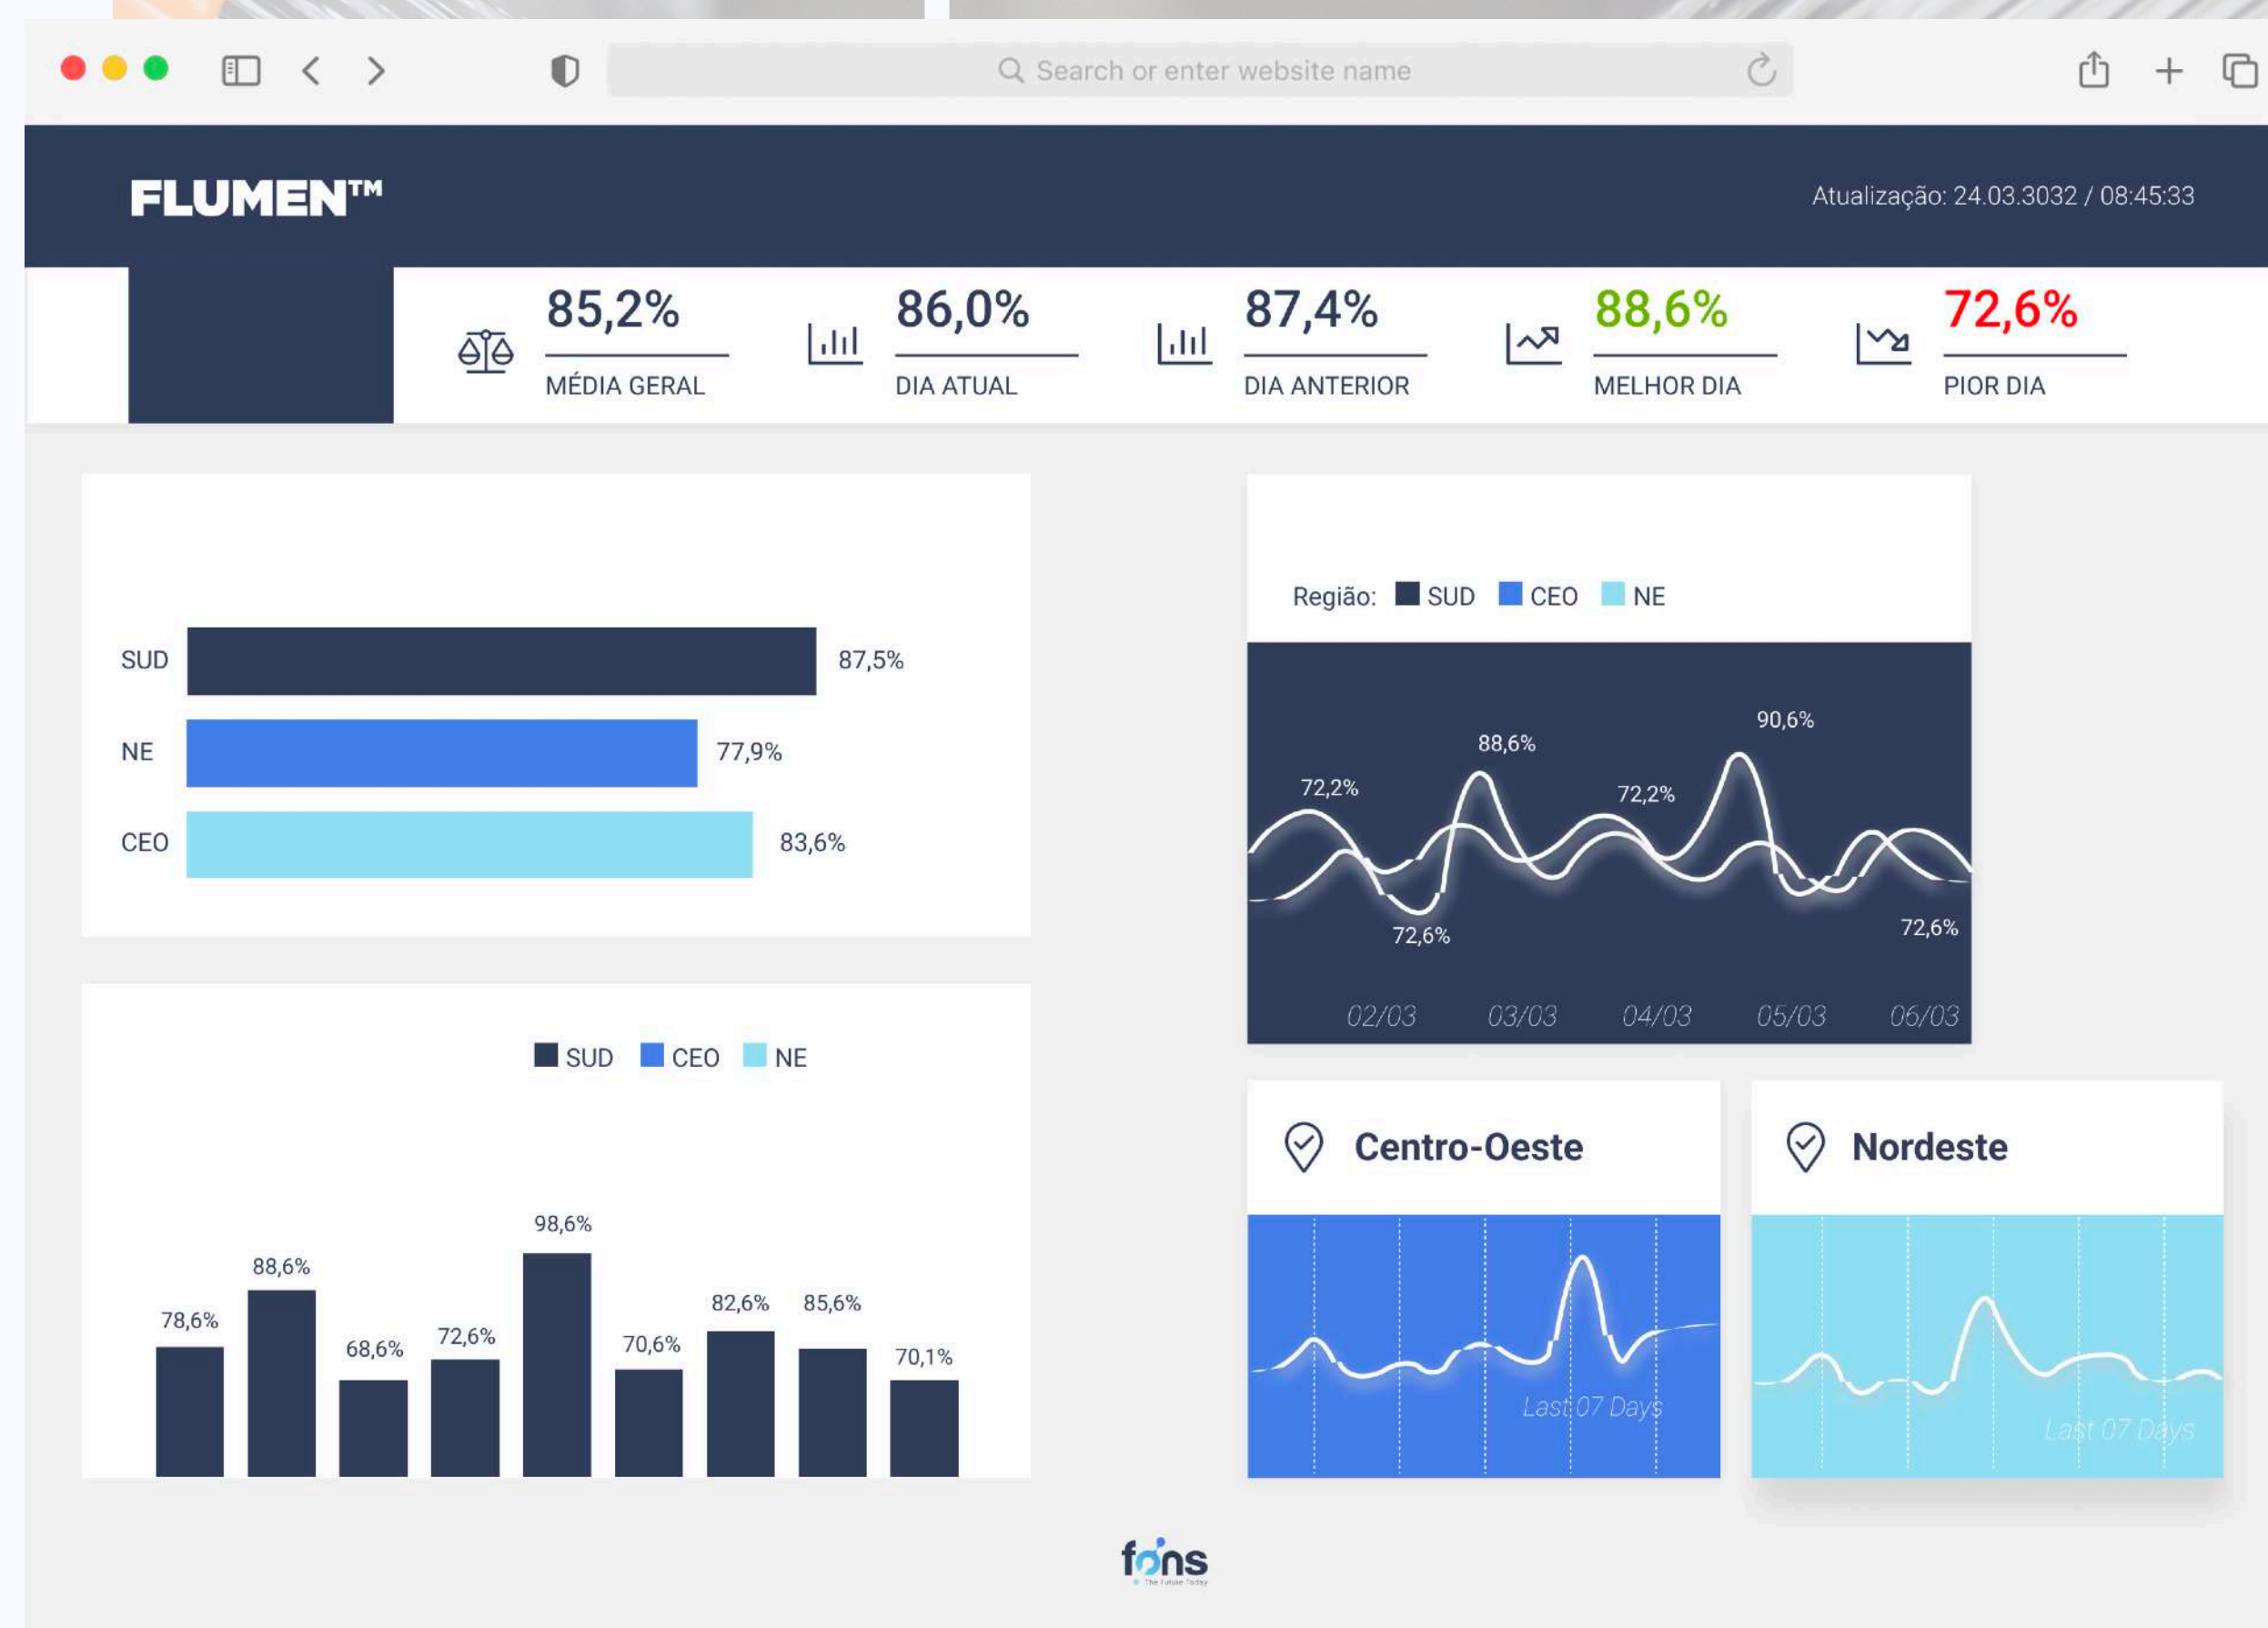 Search or enter website name
FLUMEN™
Atualização: 24.03.3032 / 08:45:33
85,2%
MÉDIA GERAL
86,0%
DIA ATUAL
87,4%
DIA ANTERIOR
88,6%
MELHOR DIA
72,6%
PIOR DIA
SUD 87,5%
NE 77,9%
CEO 83,6%
Região: SUD CEO NE
90,6%
88,6%
72,2%
72,2%
72,6%
72,6%
02/03 03/03 04/03 05/03 06/03
SUD CEO NE
98,6%
88,6%
82,6% 85,6%
78,6%
72,6%
70,6%
68,6%
70,1%
Centro-Oeste
Last 07 Days
Nordeste
Last 07 Days
fons
The Future Today